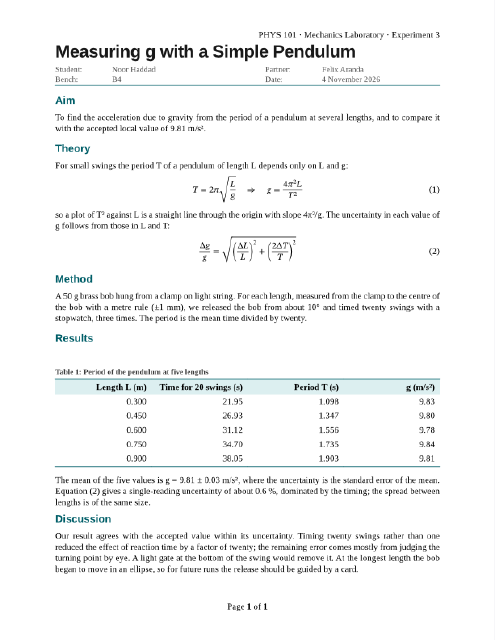 PHYS 101 · Mechanics Laboratory · Experiment 3
Measuring g with a Simple Pendulum
Student: Noor Haddad Partner: Felix Aranda
Bench: B4 Date: 4 November 2026
Aim
To find the acceleration due to gravity from the period of a pendulum at several lengths, and to compare it
with the accepted local value of 9.81 m/s².
Theory
For small swings the period T of a pendulum of length L depends only on L and g:
T = 2π√(L/g) ⇒ g = 4π²L/T² (1)
so a plot of T² against L is a straight line through the origin with slope 4π²/g. The uncertainty in each value of
g follows from those in L and T:
Δg/g = √((ΔL/L)² + (2ΔT/T)²) (2)
Method
A 50 g brass bob hung from a clamp on light string. For each length, measured from the clamp to the centre of
the bob with a metre rule (±1 mm), we released the bob from about 10° and timed twenty swings with a
stopwatch, three times. The period is the mean time divided by twenty.
Results
Table 1: Period of the pendulum at five lengths
Length L (m) Time for 20 swings (s) Period T (s) g (m/s²)
0.300 21.95 1.098 9.83
0.450 26.93 1.347 9.80
0.600 31.12 1.556 9.78
0.750 34.70 1.735 9.84
0.900 38.05 1.903 9.81
The mean of the five values is g = 9.81 ± 0.03 m/s², where the uncertainty is the standard error of the mean.
Equation (2) gives a single-reading uncertainty of about 0.6 %, dominated by the timing; the spread between
lengths is of the same size.
Discussion
Our result agrees with the accepted value within its uncertainty. Timing twenty swings rather than one
reduced the effect of reaction time by a factor of twenty; the remaining error comes mostly from judging the
turning point by eye. A light gate at the bottom of the swing would remove it. At the longest length the bob
began to move in an ellipse, so for future runs the release should be guided by a card.
Page 1 of 1